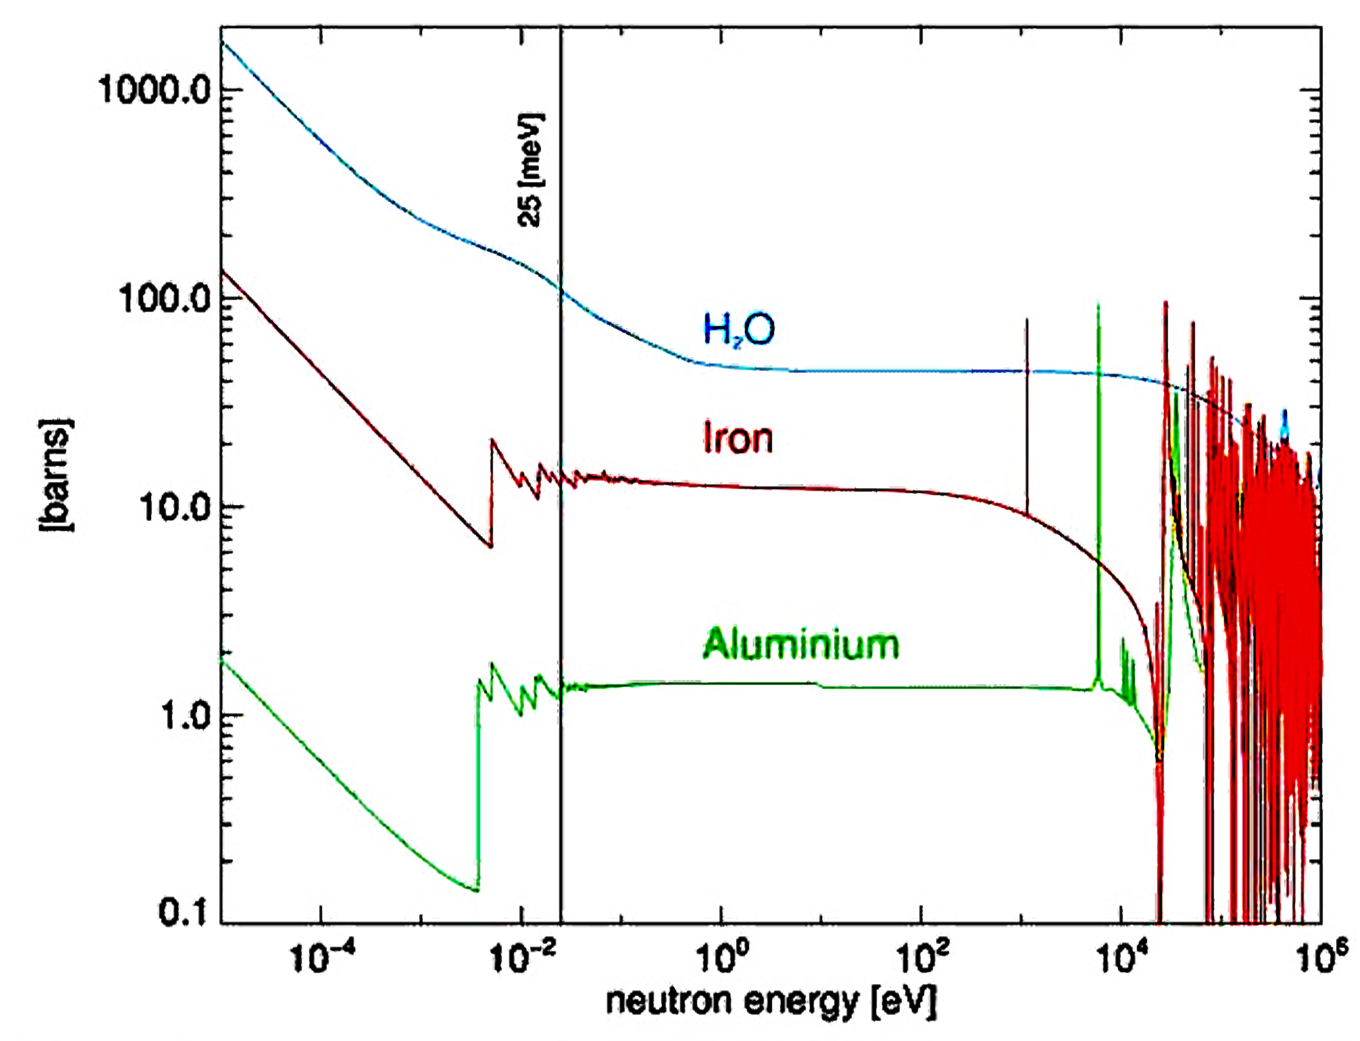 1000.0
100.0
10.0
1.0
0.1
[barns]
25 [meV]
H₂O
Iron
Aluminium
10⁻⁴ 10⁻² 10⁰ 10² 10⁴ 10⁶
neutron energy [eV]